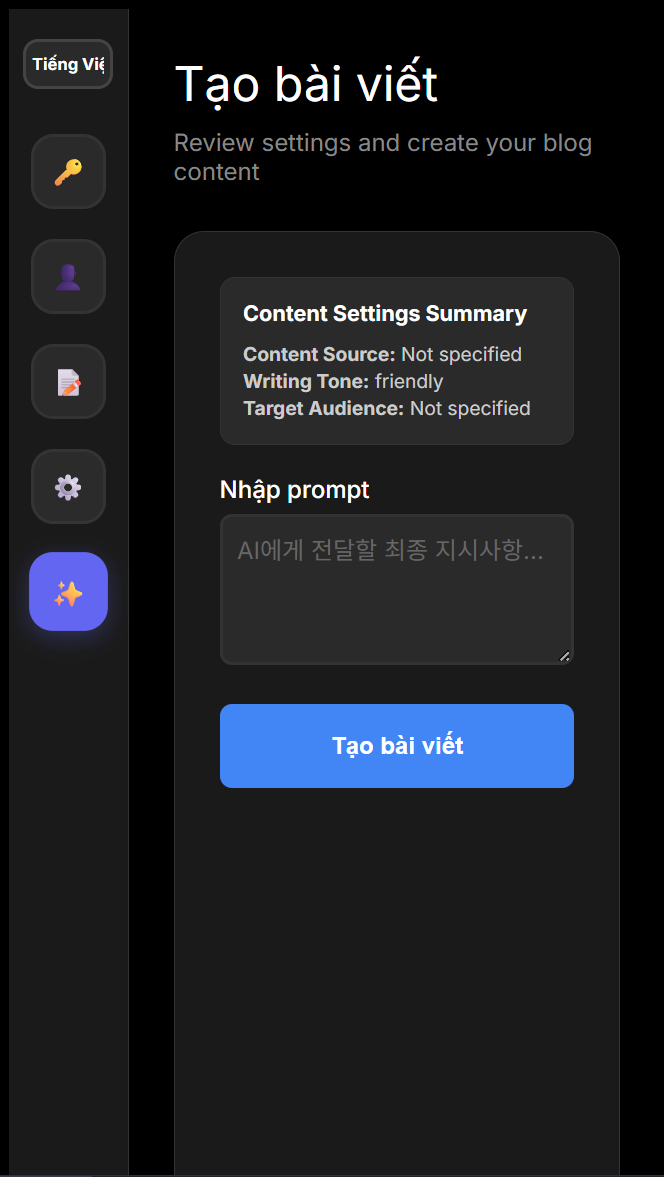 Tiếng Việ
Tạo bài viết
Review settings and create your blog
content
Content Settings Summary
Content Source: Not specified
Writing Tone: friendly
Target Audience: Not specified
Nhập prompt
AI에게 전달할 최종 지시사항...
Tạo bài viết